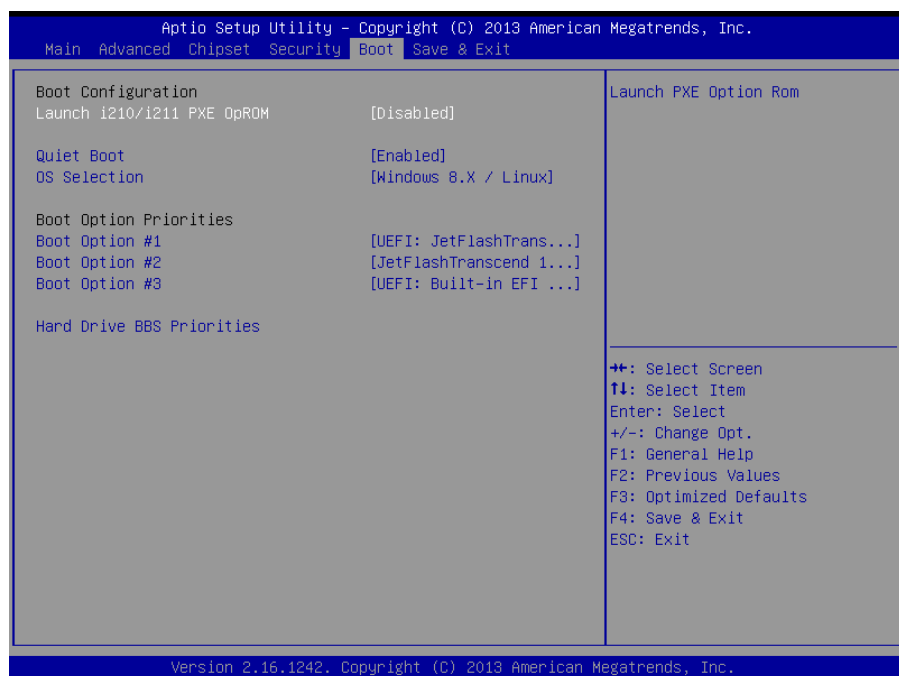 Aptio Setup Utility – Copyright (C) 2013 American Megatrends, Inc.
Main Advanced Chipset Security Boot Save & Exit
Boot Configuration
Launch i210/i211 PXE OpROM [Disabled]
Quiet Boot [Enabled]
OS Selection [Windows 8.X / Linux]
Boot Option Priorities
Boot Option #1 [UEFI: JetFlashTrans...]
Boot Option #2 [JetFlashTranscend 1...]
Boot Option #3 [UEFI: Built-in EFI ...]
Hard Drive BBS Priorities
Launch PXE Option Rom
→←: Select Screen
↑↓: Select Item
Enter: Select
+/-: Change Opt.
F1: General Help
F2: Previous Values
F3: Optimized Defaults
F4: Save & Exit
ESC: Exit
Version 2.16.1242. Copyright (C) 2013 American Megatrends, Inc.